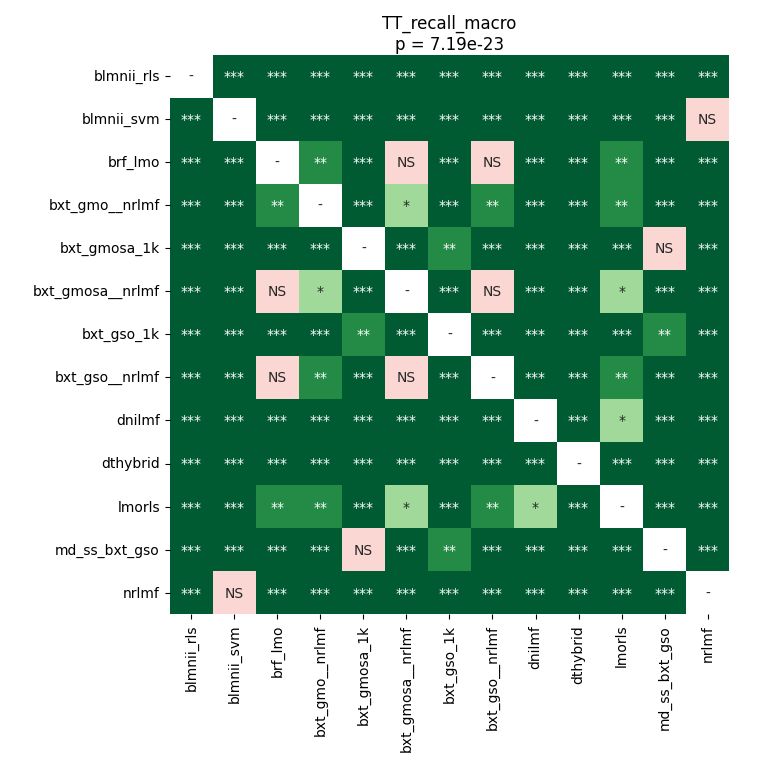 TT_recall_macro
p = 7.19e-23
blmnii_rls - *** *** *** *** *** *** *** *** *** *** *** ***
blmnii_svm *** - *** *** *** *** *** *** *** *** *** *** NS
brf_lmo *** *** - ** *** NS *** NS *** *** ** *** ***
bxt_gmo__nrlmf *** *** ** - *** * *** ** *** *** ** *** ***
bxt_gmosa_1k *** *** *** *** - *** ** *** *** *** *** NS ***
bxt_gmosa__nrlmf *** *** NS * *** - *** NS *** *** * *** ***
bxt_gso_1k *** *** *** *** ** *** - *** *** *** *** ** ***
bxt_gso__nrlmf *** *** NS ** *** NS *** - *** *** ** *** ***
dnilmf *** *** *** *** *** *** *** *** - *** * *** ***
dthybrid *** *** *** *** *** *** *** *** *** - *** *** ***
lmorls *** *** ** ** *** * *** ** * *** - *** ***
md_ss_bxt_gso *** *** *** *** NS *** ** *** *** *** *** - ***
nrlmf *** NS *** *** *** *** *** *** *** *** *** *** -
blmnii_rls
blmnii_svm
brf_lmo
bxt_gmo__nrlmf
bxt_gmosa_1k
bxt_gmosa__nrlmf
bxt_gso_1k
bxt_gso__nrlmf
dnilmf
dthybrid
lmorls
md_ss_bxt_gso
nrlmf